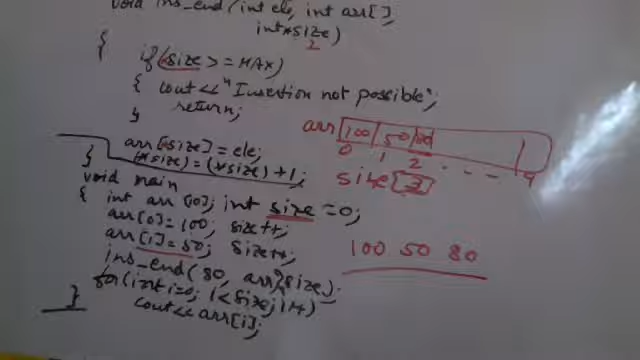 void ins_end(int ele, int arr[],
int *size)
2
{
if(*size >= MAX)
{ cout<<"Insertion not possible";
return;
}
arr[*size] = ele;
(*size) = (*size) + 1;
}
void main
{ int arr[10]; int size = 0;
arr[0] = 100; size++;
arr[1] = 50; size++;
ins_end(80, arr, &size);
for(int i=0; i<size; i++)
cout<<arr[i];
}
arr 100 50 80
0 1 2 . . . 9
size 3
100 50 80